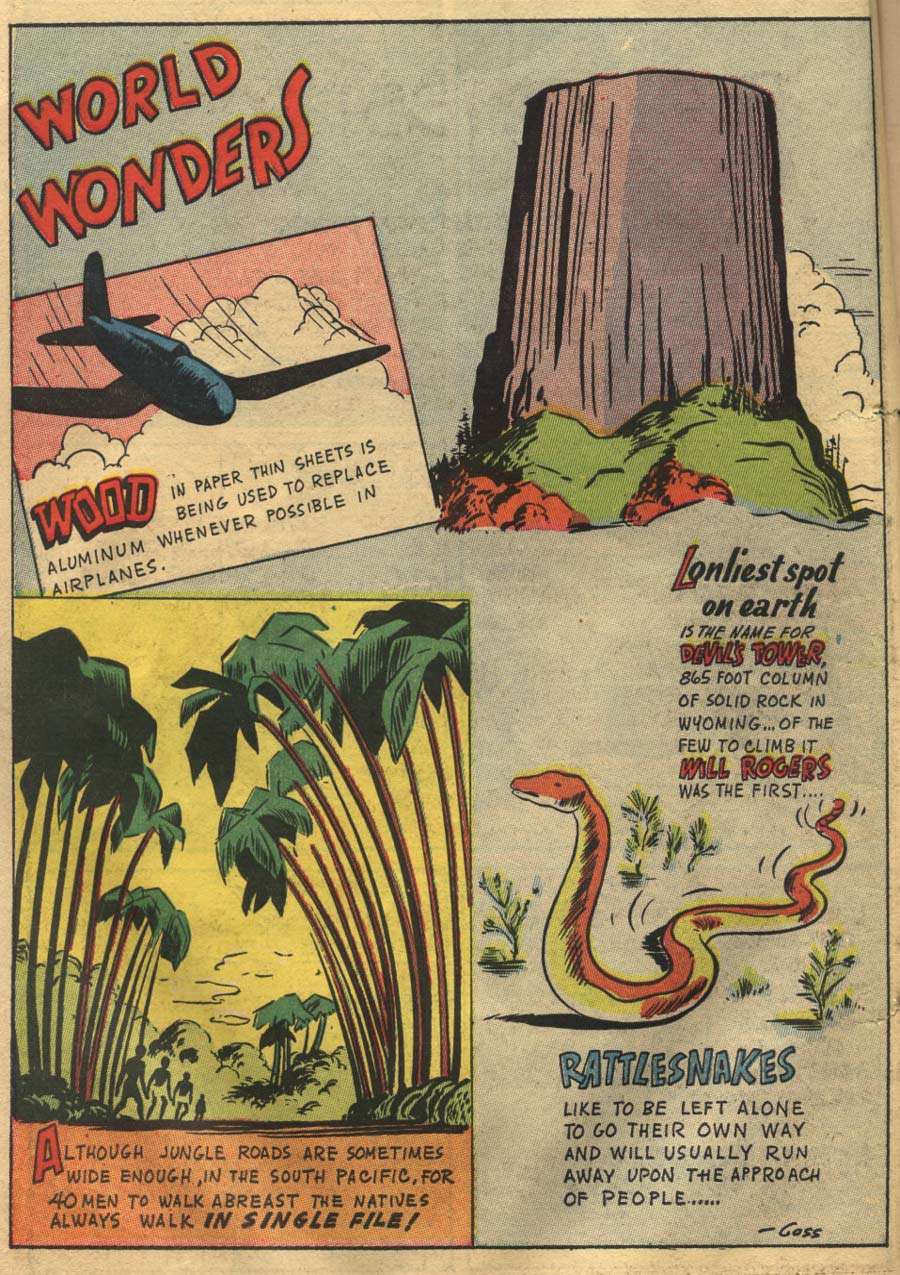 WORLD
WONDERS
WOOD IN PAPER THIN SHEETS IS
BEING USED TO REPLACE
ALUMINUM WHENEVER POSSIBLE IN
AIRPLANES.
Lonliest spot
on earth
IS THE NAME FOR
DEVIL'S TOWER,
865 FOOT COLUMN
OF SOLID ROCK IN
WYOMING...OF THE
FEW TO CLIMB IT
WILL ROGERS
WAS THE FIRST....
ALTHOUGH JUNGLE ROADS ARE SOMETIMES
WIDE ENOUGH, IN THE SOUTH PACIFIC, FOR
40 MEN TO WALK ABREAST THE NATIVES
ALWAYS WALK IN SINGLE FILE!
RATTLESNAKES
LIKE TO BE LEFT ALONE
TO GO THEIR OWN WAY
AND WILL USUALLY RUN
AWAY UPON THE APPROACH
OF PEOPLE......
—GOSS